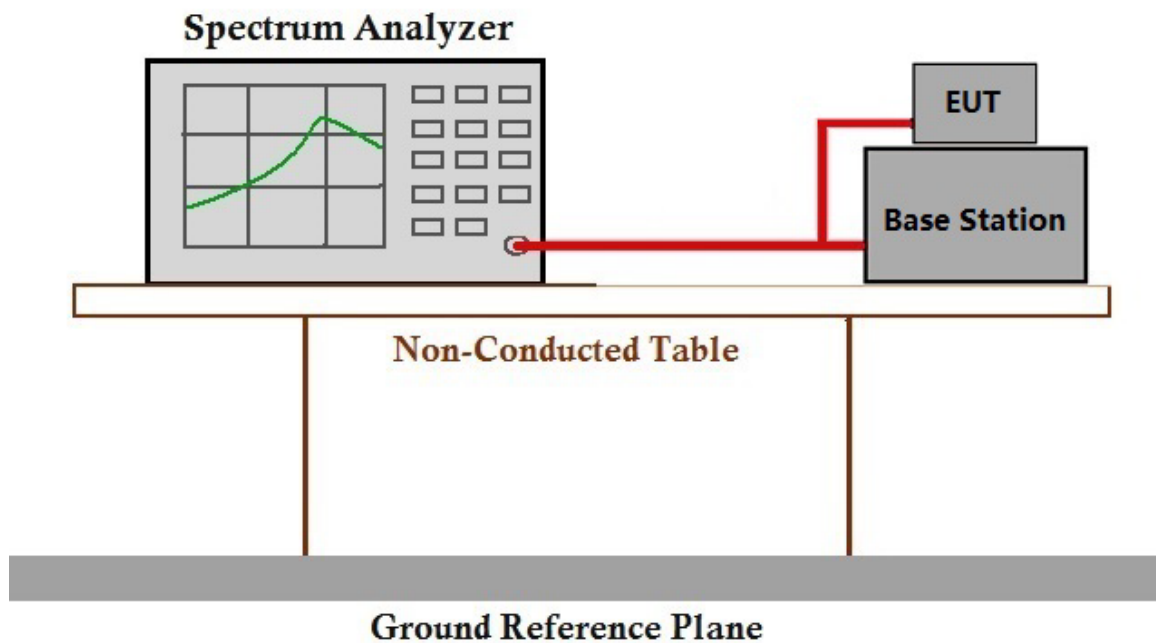 Spectrum Analyzer
EUT
Base Station
Non-Conducted Table
Ground Reference Plane